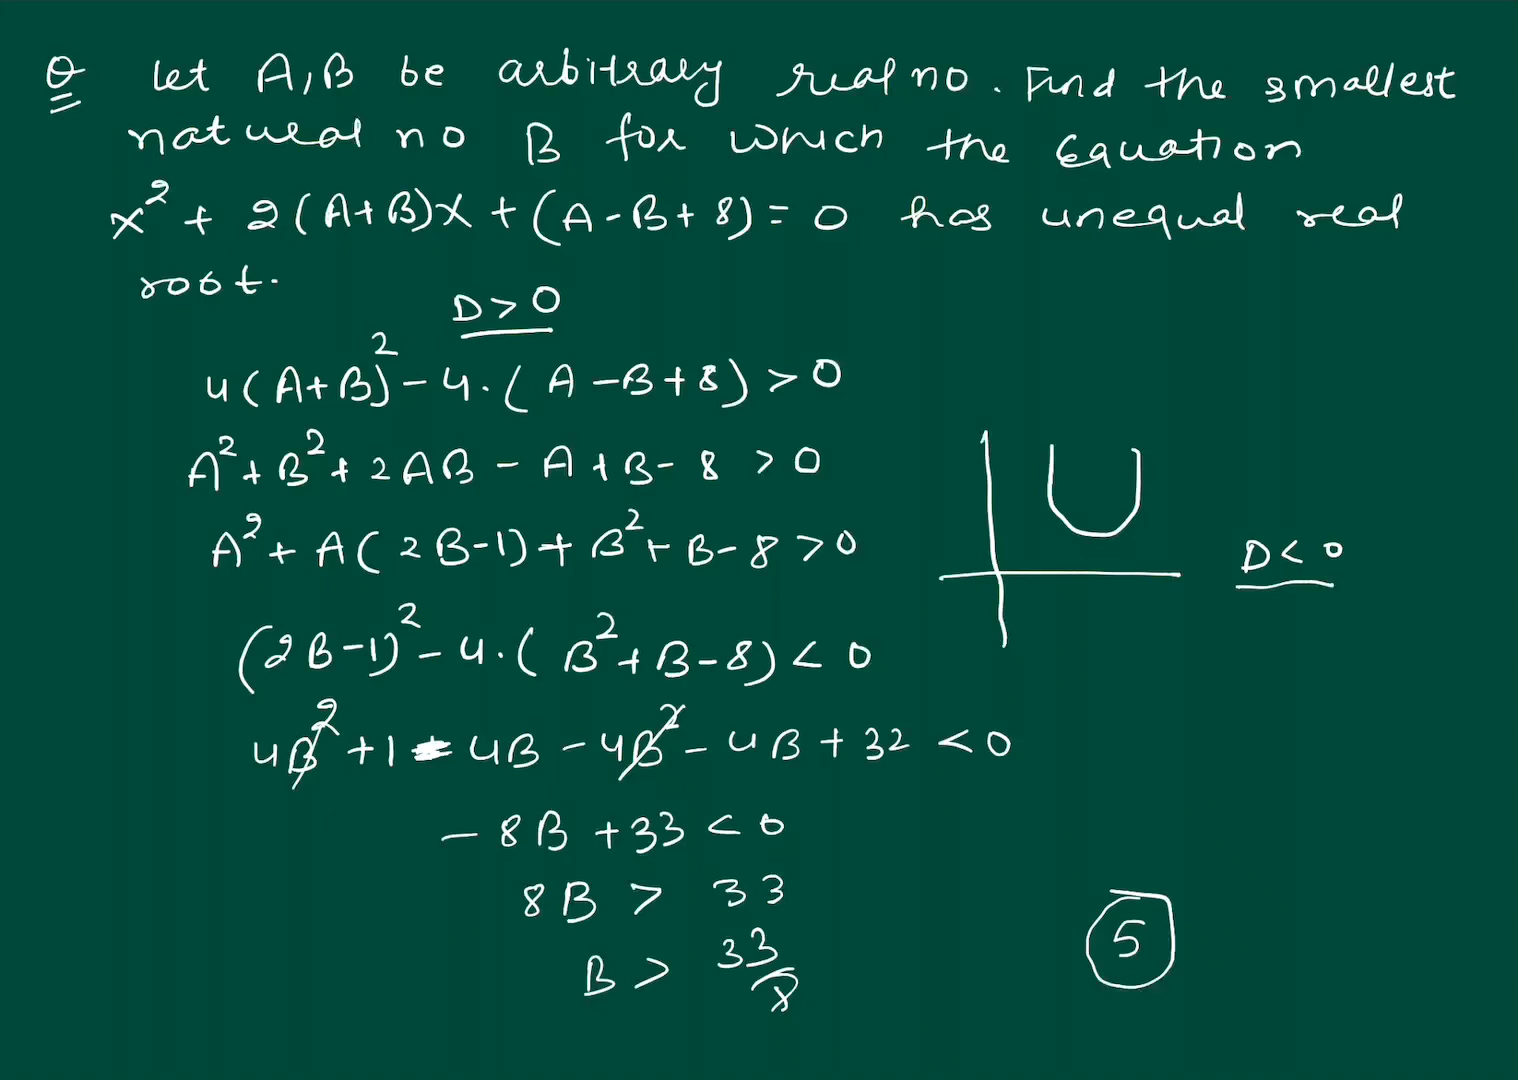 Q Let A,B be arbitrary real no. Find the smallest
natural no B for which the Equation
x² + 2(A+B)x + (A-B+8) = 0 has unequal real
root.
D > 0
4(A+B)² - 4.(A-B+8) > 0
A² + B² + 2AB - A + B - 8 > 0
A² + A(2B-1) + B² + B - 8 > 0
D < 0
(2B-1)² - 4.(B² + B - 8) < 0
4B² + 1 - 4B - 4B² - 4B + 32 < 0
- 8B + 33 < 0
8B > 33
B > 33/8
5